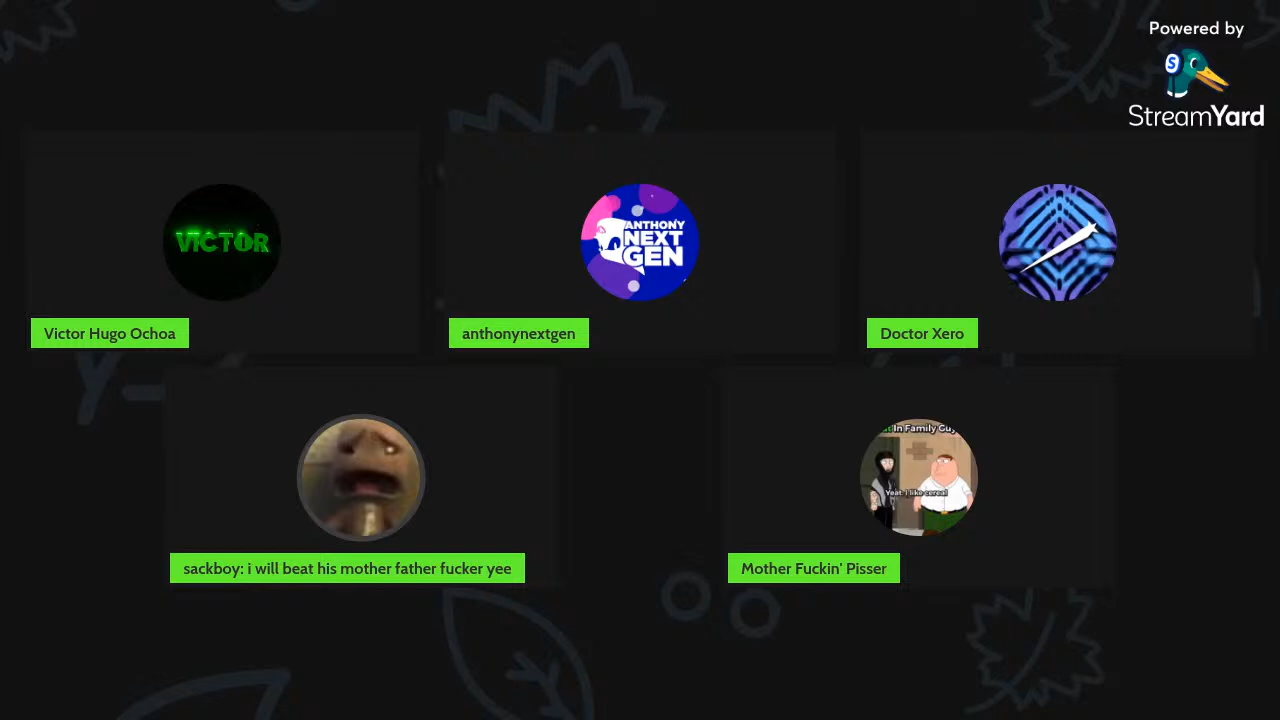 Powered by
S
StreamYard
VICTOR
ANTHONY
NEXT
GEN
Victor Hugo Ochoa
anthonynextgen
Doctor Xero
In Family Guy
Yeat: I like cereal
sackboy: i will beat his mother father fucker yee
Mother Fuckin' Pisser